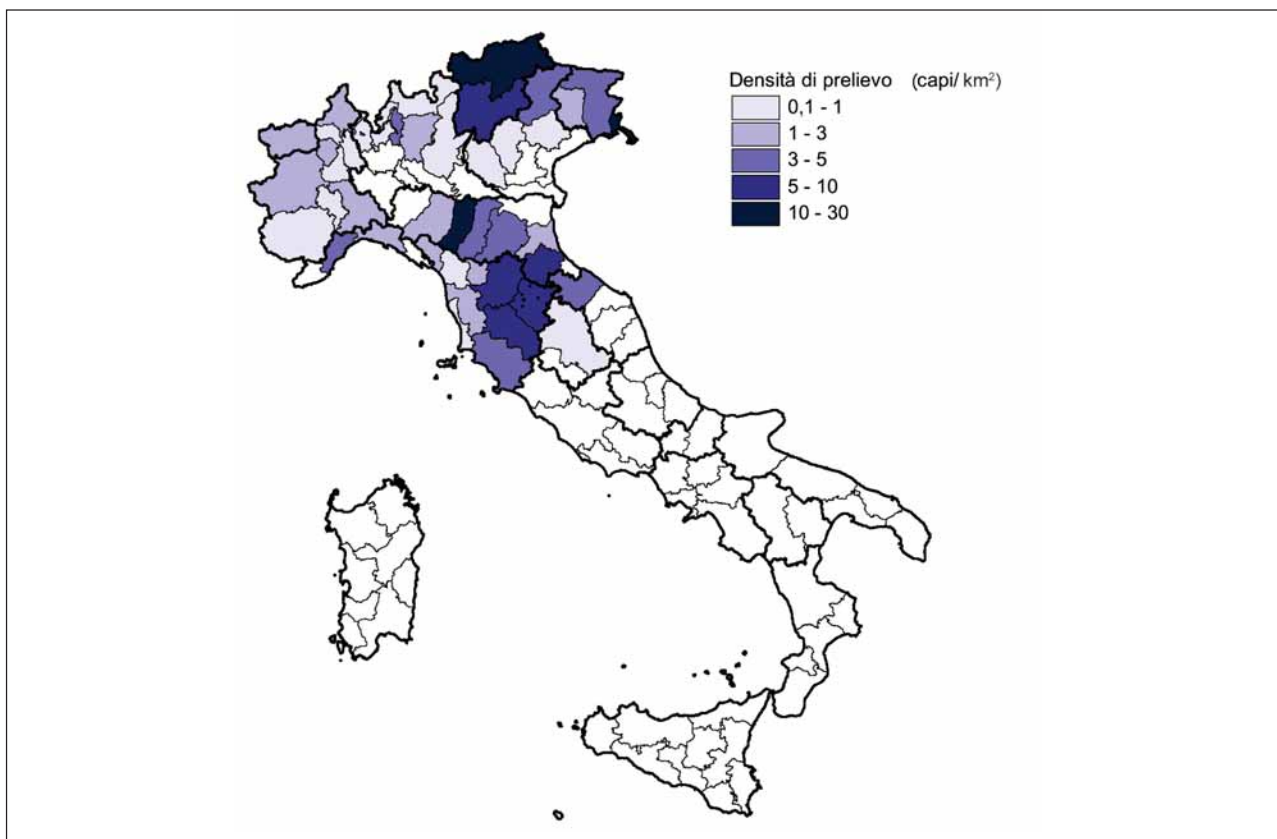 Densità di prelievo (capi/ km²)
0,1 - 1
1 - 3
3 - 5
5 - 10
10 - 30